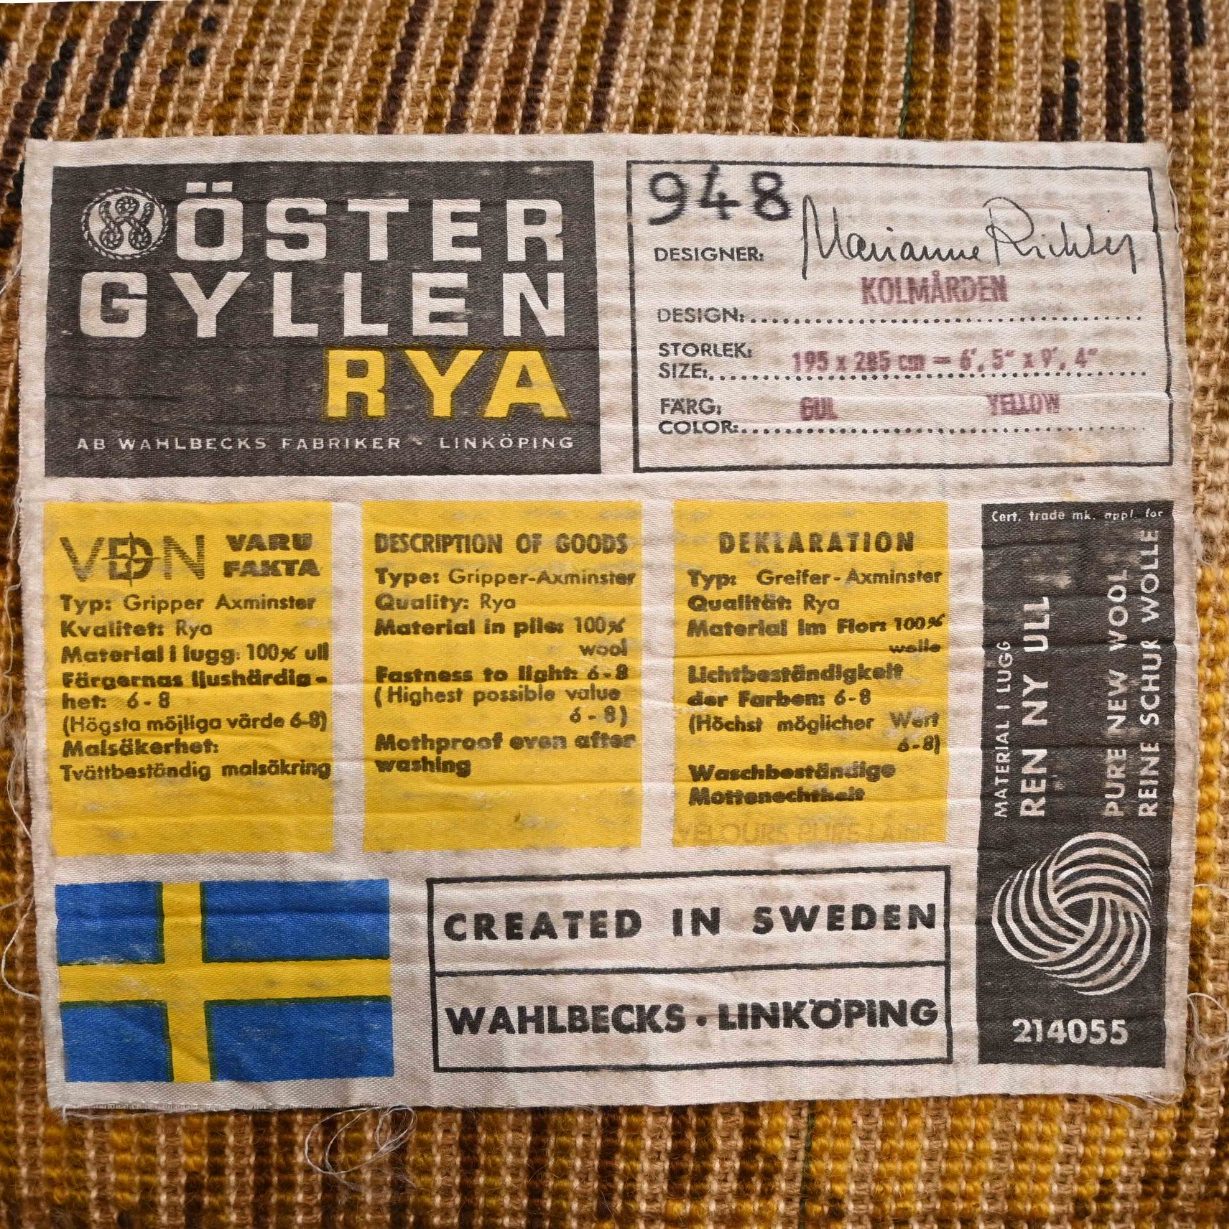 ÖSTER
GYLLEN
RYA
AB WAHLBECKS FABRIKER - LINKÖPING
948
DESIGNER: Marianne Richter
KOLMÅRDEN
DESIGN:
STORLEK:
SIZE: 195 x 285 cm = 6', 5" x 9', 4"
FÄRG: GUL YELLOW
COLOR:
VDN VARU
FAKTA
Typ: Gripper Axminster
Kvalitet: Rya
Material i lugg: 100% ull
Färgernas ljushärdig-
het: 6-8
(Högsta möjliga värde 6-8)
Malsäkerhet:
Tvättbeständig malsäkring
DESCRIPTION OF GOODS
Type: Gripper-Axminster
Quality: Rya
Material in pile: 100%
wool
Fastness to light: 6-8
(Highest possible value
6-8)
Mothproof even after
washing
DEKLARATION
Typ: Greifer-Axminster
Qualität: Rya
Material im Flor: 100%
wolle
Lichtbeständigkeit
der Farben: 6-8
(Höchst möglicher Wert
6-8)
Waschbeständige
Mottenechtheit
VELOURS PURE LAINE
Cert. trade mk. appl. for
MATERIAL I LUGG
REN NY ULL
PURE NEW WOOL
REINE SCHUR WOLLE
214055
CREATED IN SWEDEN
WAHLBECKS · LINKÖPING